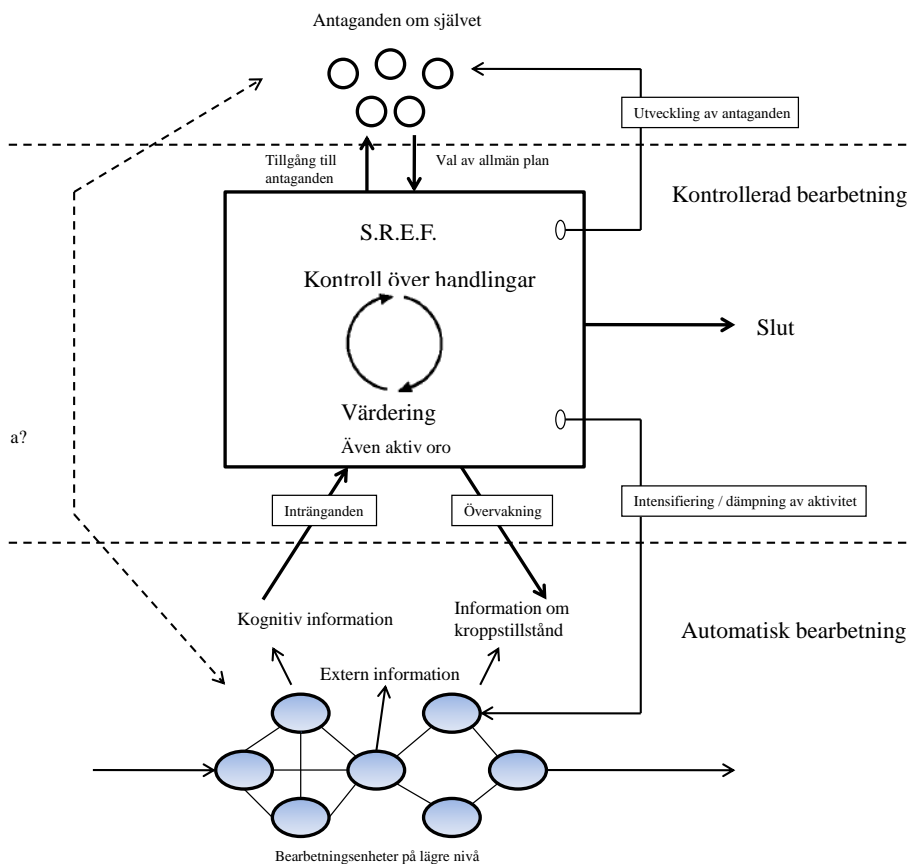 Antaganden om självet
Utveckling av antaganden
Tillgång till
antaganden
Val av allmän plan
Kontrollerad bearbetning
S.R.E.F.
Kontroll över handlingar
Slut
Värdering
Även aktiv oro
a?
Intränganden
Övervakning
Intensifiering / dämpning av aktivitet
Kognitiv information
Information om
kroppstillstånd
Automatisk bearbetning
Extern information
Bearbetningsenheter på lägre nivå